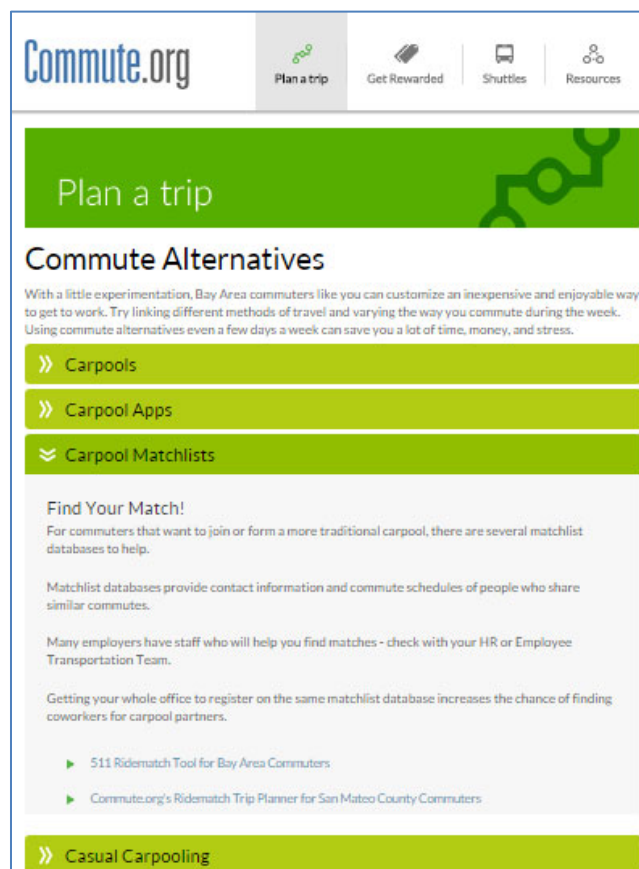 Commute.org
Plan a trip
Get Rewarded
Shuttles
Resources
Plan a trip
Commute Alternatives
With a little experimentation, Bay Area commuters like you can customize an inexpensive and enjoyable way
to get to work. Try linking different methods of travel and varying the way you commute during the week.
Using commute alternatives even a few days a week can save you a lot of time, money, and stress.
Carpools
Carpool Apps
Carpool Matchlists
Find Your Match!
For commuters that want to join or form a more traditional carpool, there are several matchlist
databases to help.
Matchlist databases provide contact information and commute schedules of people who share
similar commutes.
Many employers have staff who will help you find matches - check with your HR or Employee
Transportation Team.
Getting your whole office to register on the same matchlist database increases the chance of finding
coworkers for carpool partners.
511 Ridematch Tool for Bay Area Commuters
Commute.org's Ridematch Trip Planner for San Mateo County Commuters
Casual Carpooling